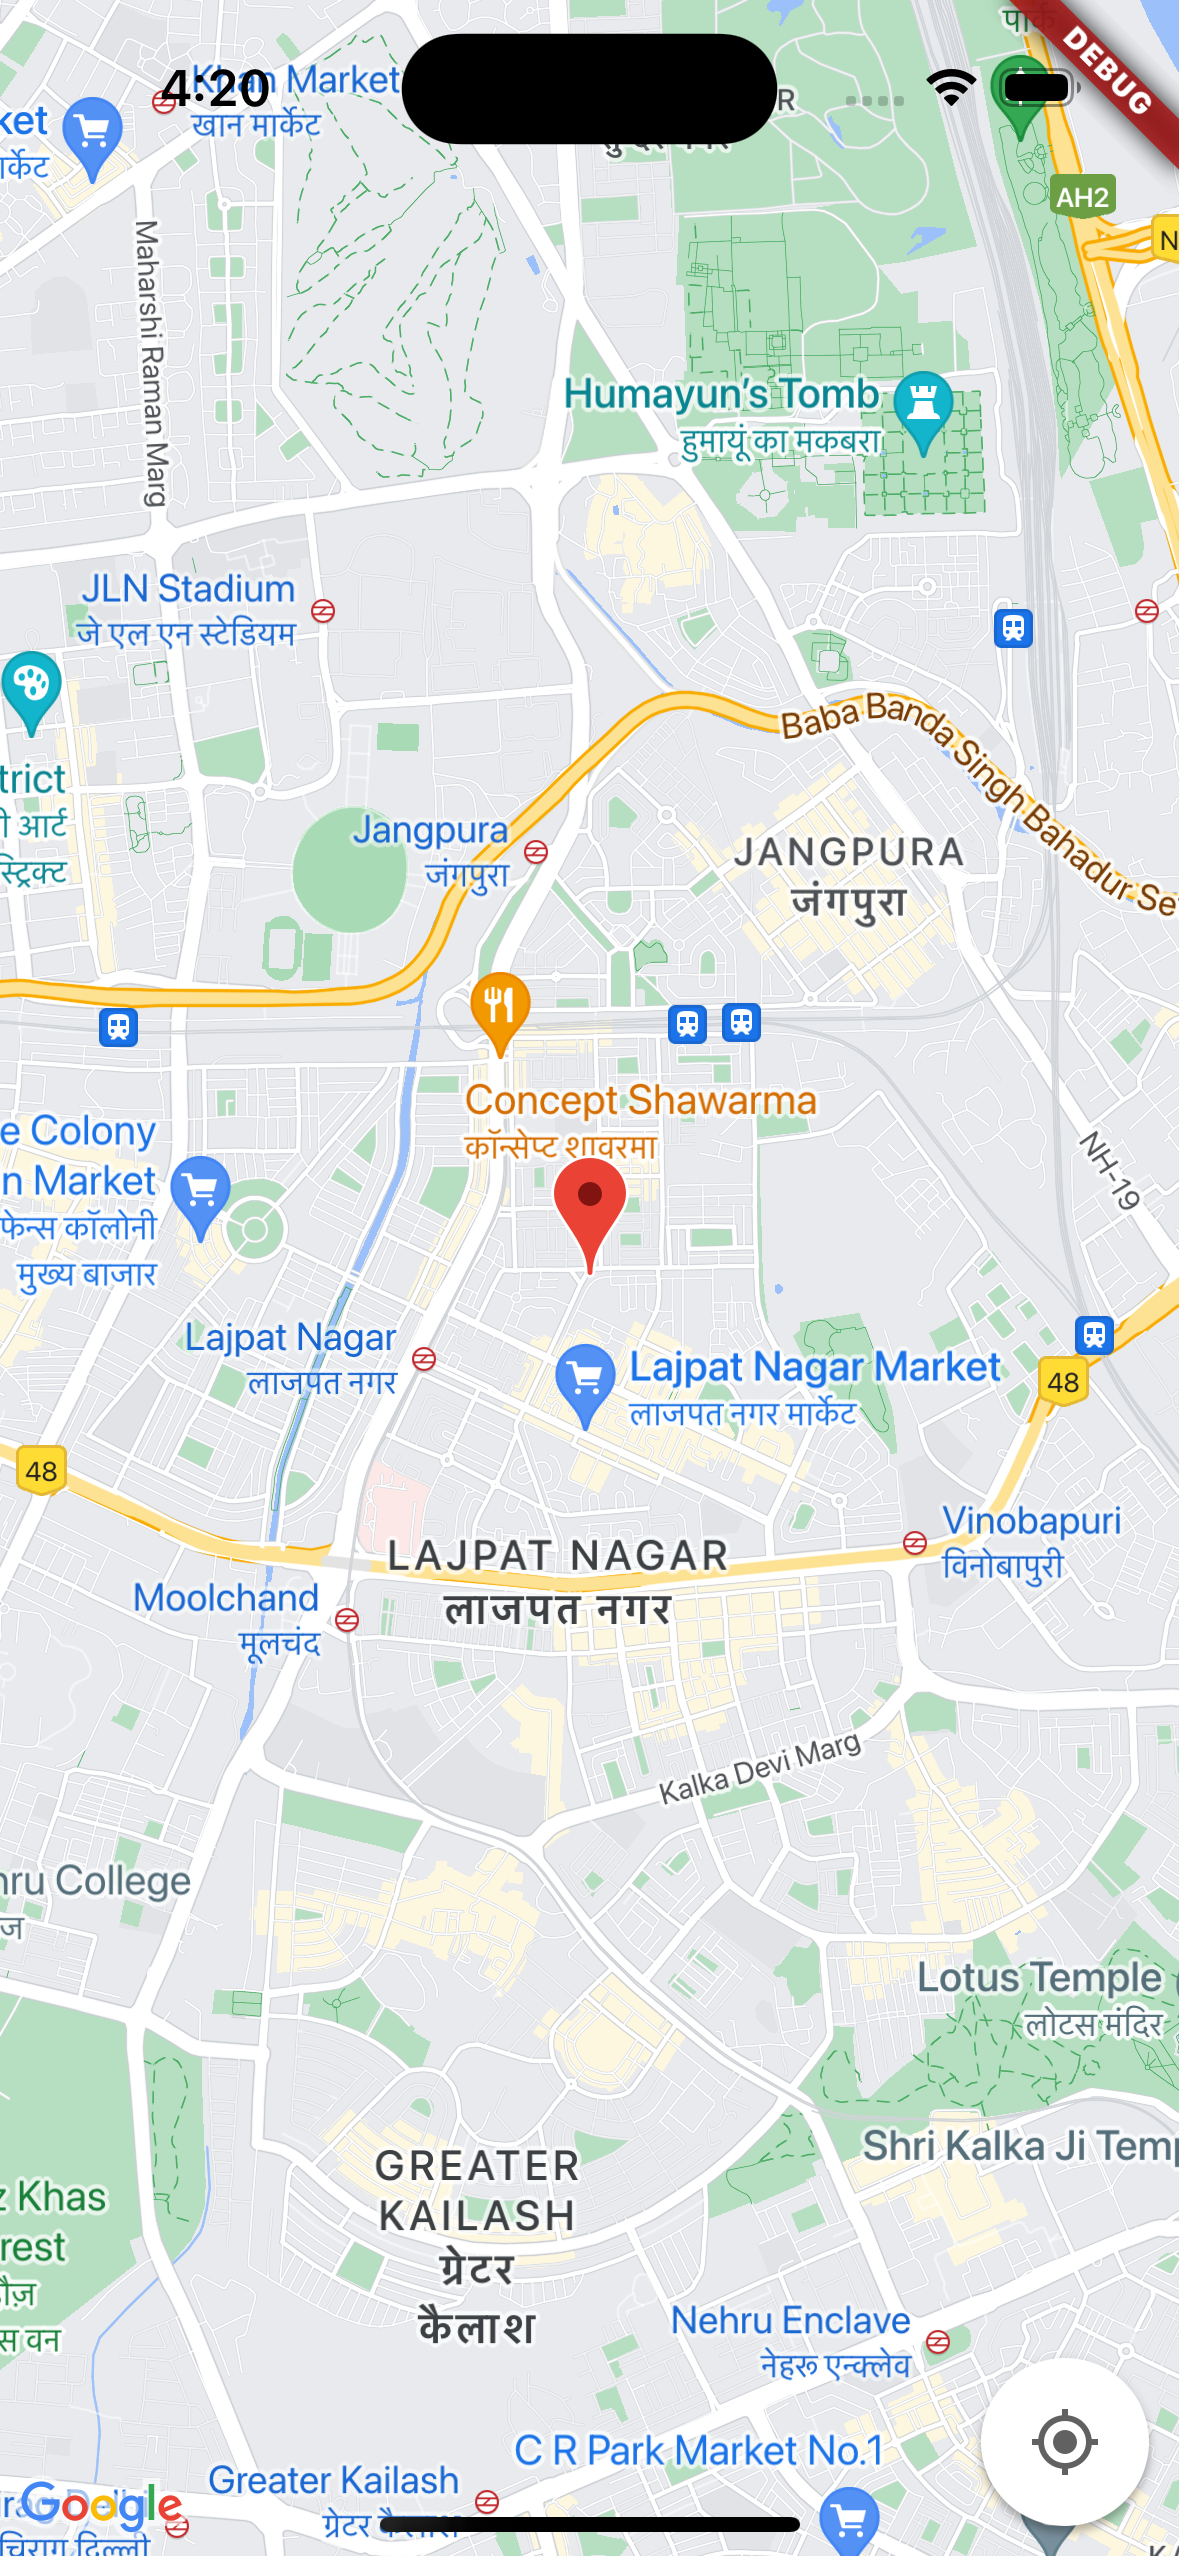 पार्क
DEBUG
4:20
Khan Market
खान मार्केट
ket
मार्केट
R
AH2
N
Maharshi Raman Marg
Humayun's Tomb
हुमायूं का मकबरा
JLN Stadium
जे एल एन स्टेडियम
Baba Banda Singh Bahadur Se
trict
ी आर्ट
स्ट्रिक्ट
Jangpura
जंगपुरा
JANGPURA
जंगपुरा
Concept Shawarma
कॉन्सेप्ट शावरमा
e Colony
n Market
फेन्स कॉलोनी
मुख्य बाजार
NH-19
Lajpat Nagar
लाजपत नगर
Lajpat Nagar Market
लाजपत नगर मार्केट
48
48
Vinobapuri
विनोबापुरी
LAJPAT NAGAR
लाजपत नगर
Moolchand
मूलचंद
Kalka Devi Marg
hru College
ज
Lotus Temple
लोटस मंदिर
Shri Kalka Ji Temp
GREATER
KAILASH
ग्रेटर
कैलाश
z Khas
rest
हौज़
स वन
Nehru Enclave
नेहरू एन्क्लेव
C R Park Market No.1
Greater Kailash
ग्रेटर कैलाश
Google
चिराग दिल्ली